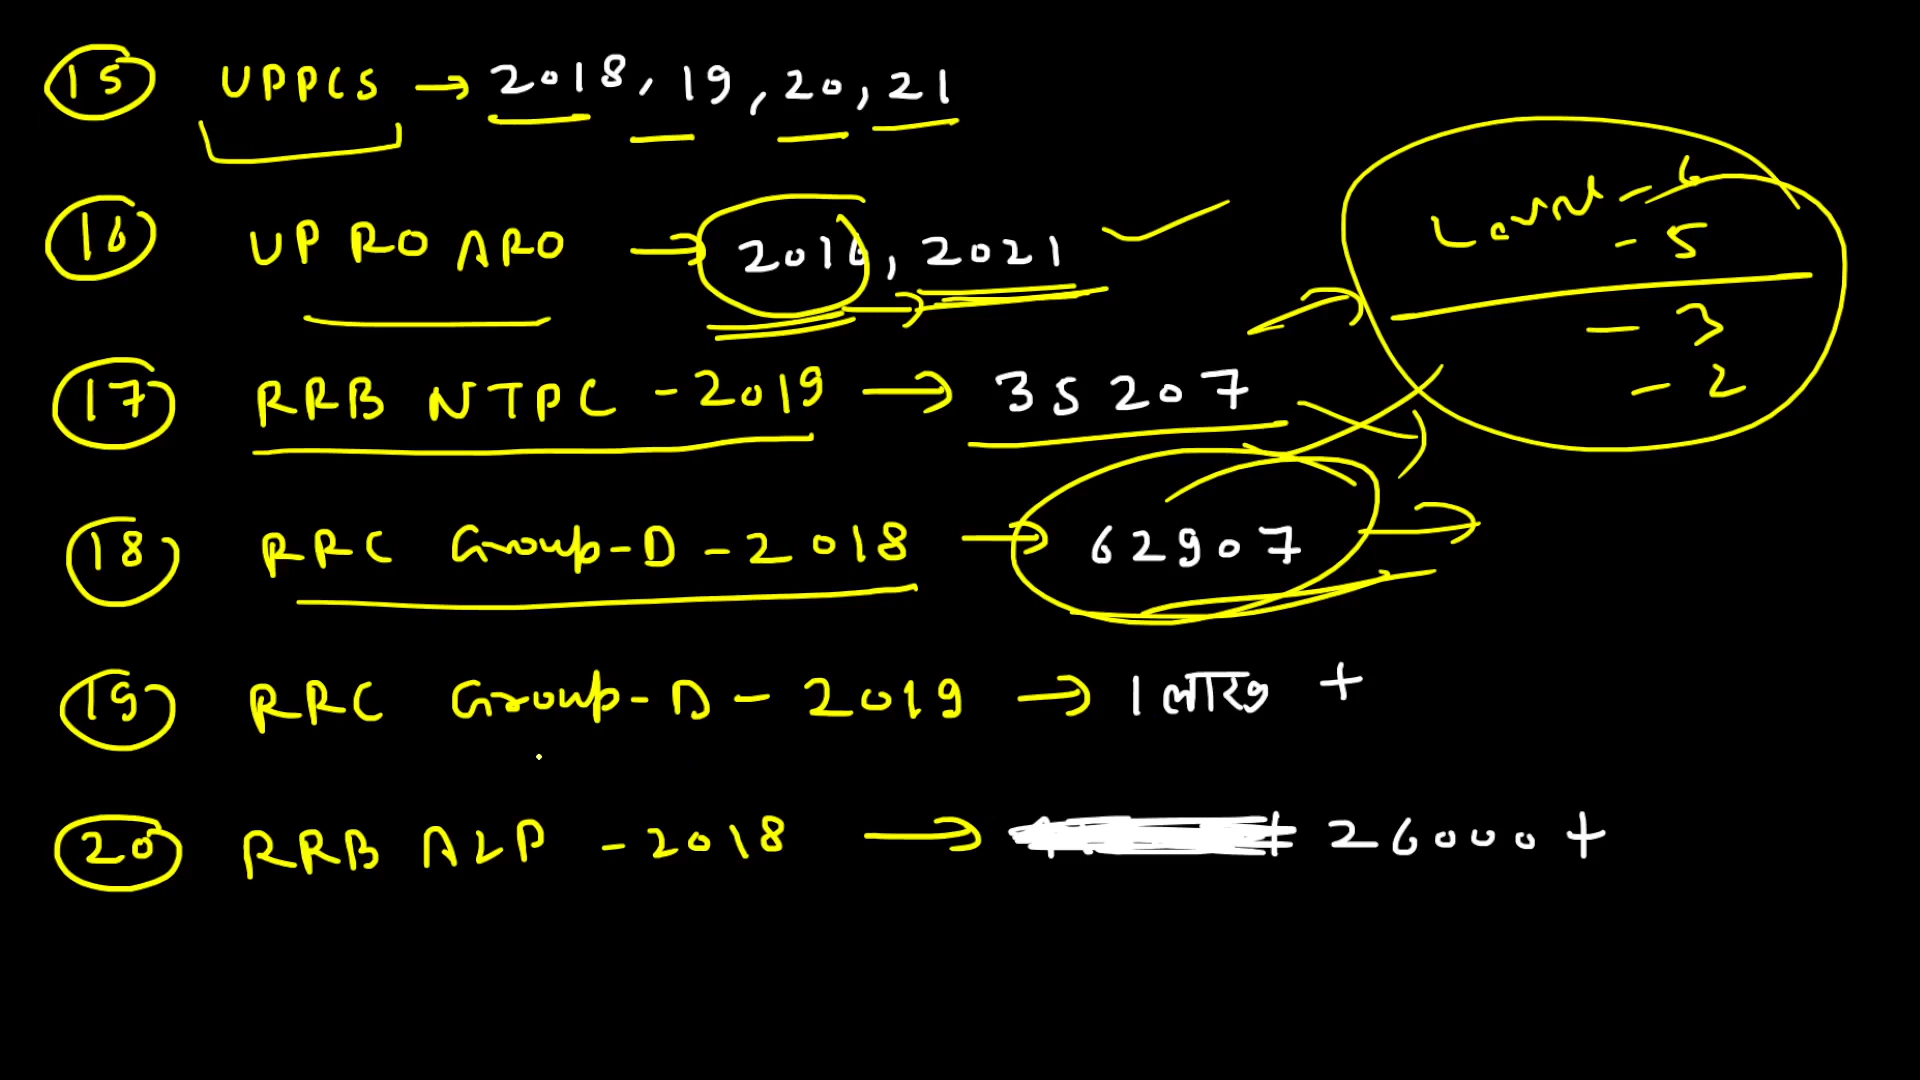 15 UPPCS → 2018, 19, 20, 21
16 UP RO ARO → 2016, 2021
Level - 6
- 5
- 3
- 2
17 RRB NTPC - 2019 → 35207
18 RRC Group-D - 2018 → 62907
19 RRC Group-D - 2019 → 1 लाख +
20 RRB ALP - 2018 → 26000 +